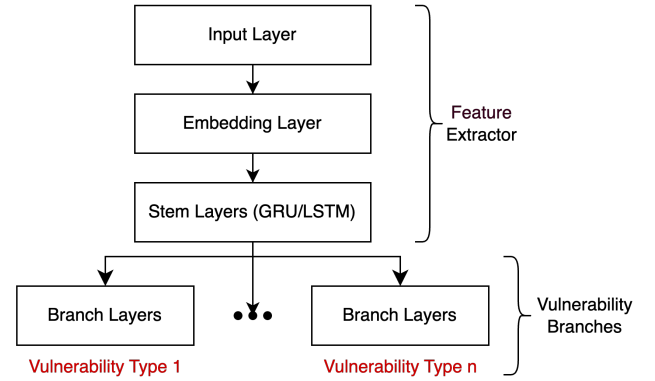 Input Layer
Embedding Layer
Feature
Extractor
Stem Layers (GRU/LSTM)
Branch Layers
Branch Layers
Vulnerability
Branches
Vulnerability Type 1
Vulnerability Type n